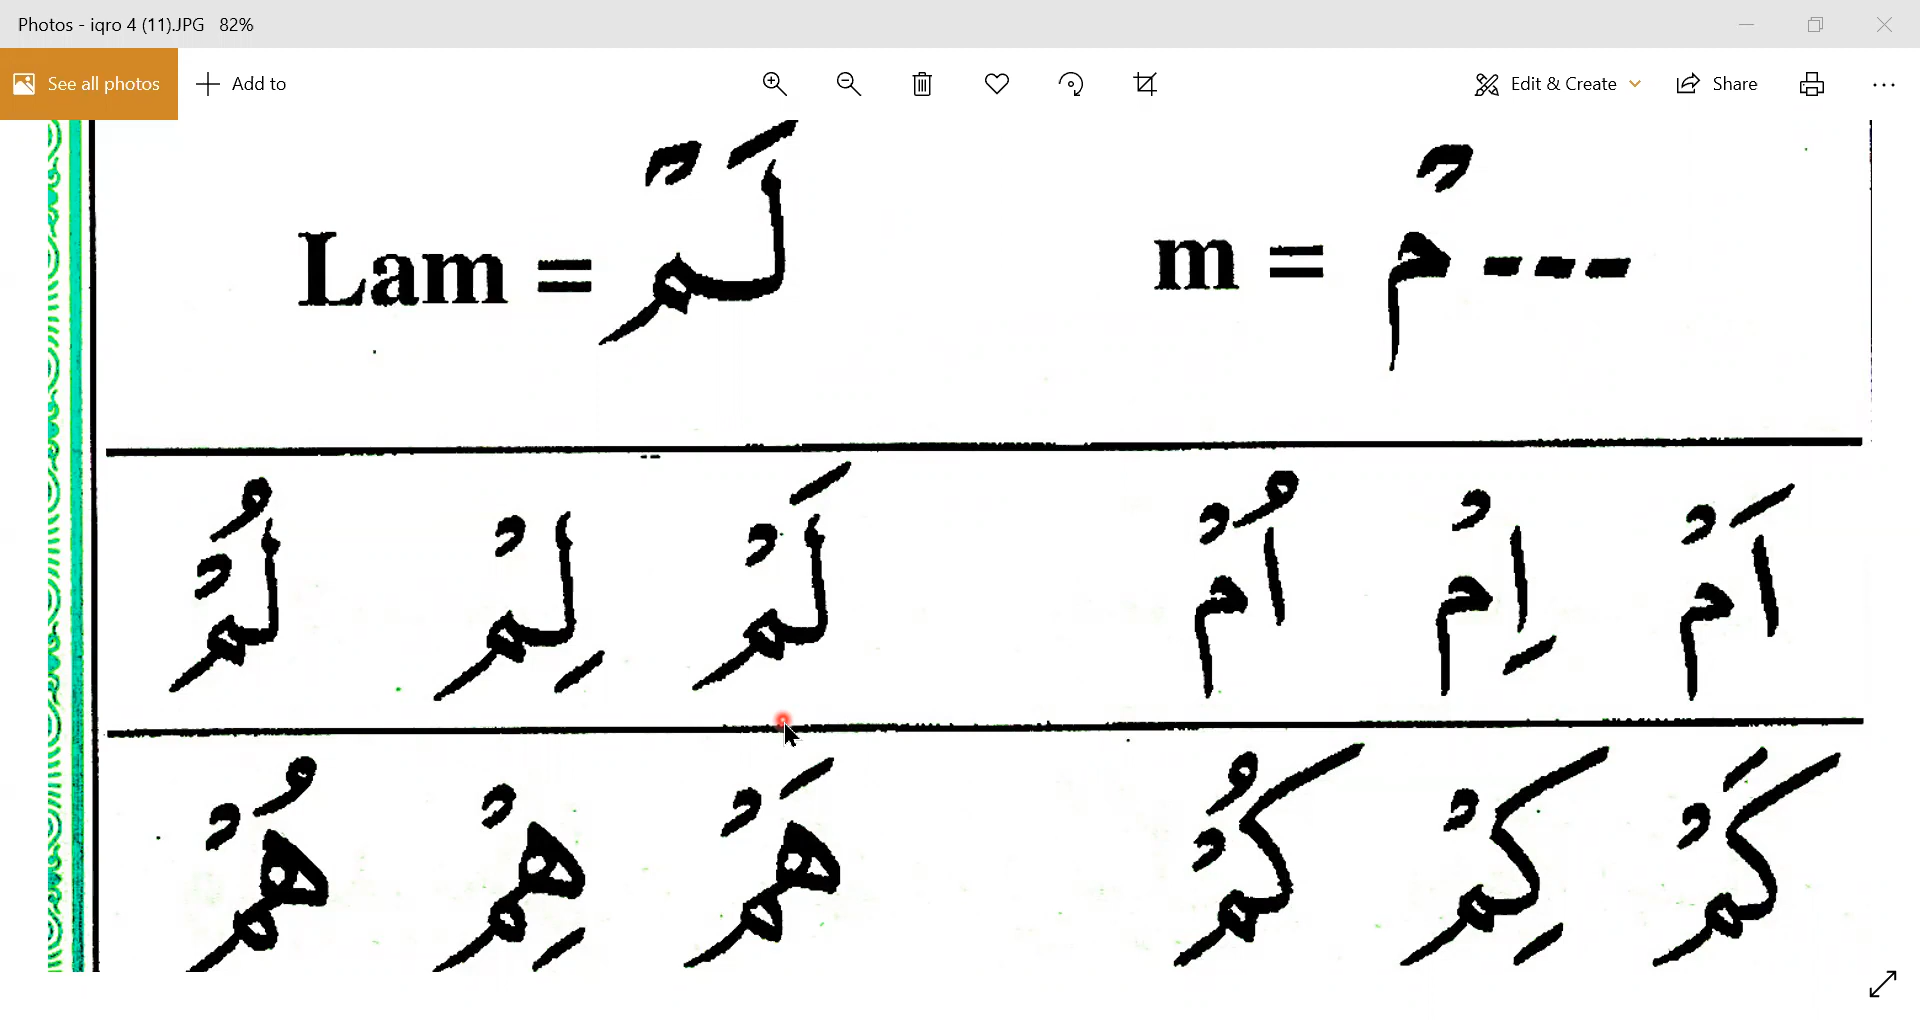 Photos - iqro 4 (11).JPG 82%
See all photos Add to Edit & Create Share
m = --- مْ Lam = لَمْ
اَمْ اِمْ اُمْ لَمْ لِمْ لُمْ
كَمْ كِمْ كُمْ هَمْ هِمْ هُمْ